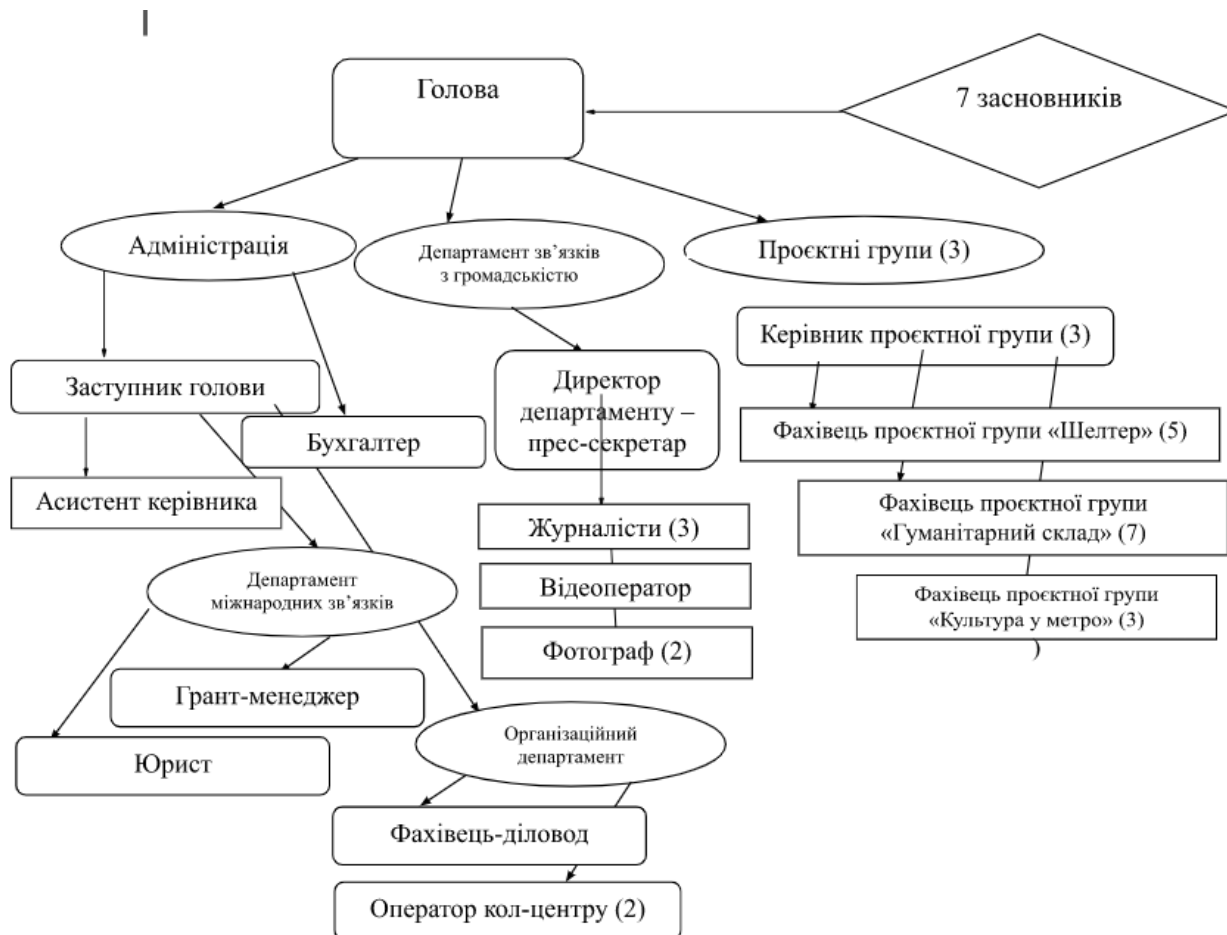 Голова
7 засновників
Адміністрація
Департамент зв’язків
з громадськістю
Проєктні групи (3)
Керівник проєктної групи (3)
Заступник голови
Директор
департаменту –
прес-секретар
Бухгалтер
Фахівець проєктної групи «Шелтер» (5)
Асистент керівника
Журналісти (3)
Фахівець проєктної групи
«Гуманітарний склад» (7)
Департамент
міжнародних зв’язків
Відеоператор
Фахівець проєктної групи
«Культура у метро» (3)
)
Фотограф (2)
Грант-менеджер
Юрист
Організаційний
департамент
Фахівець-діловод
Оператор кол-центру (2)